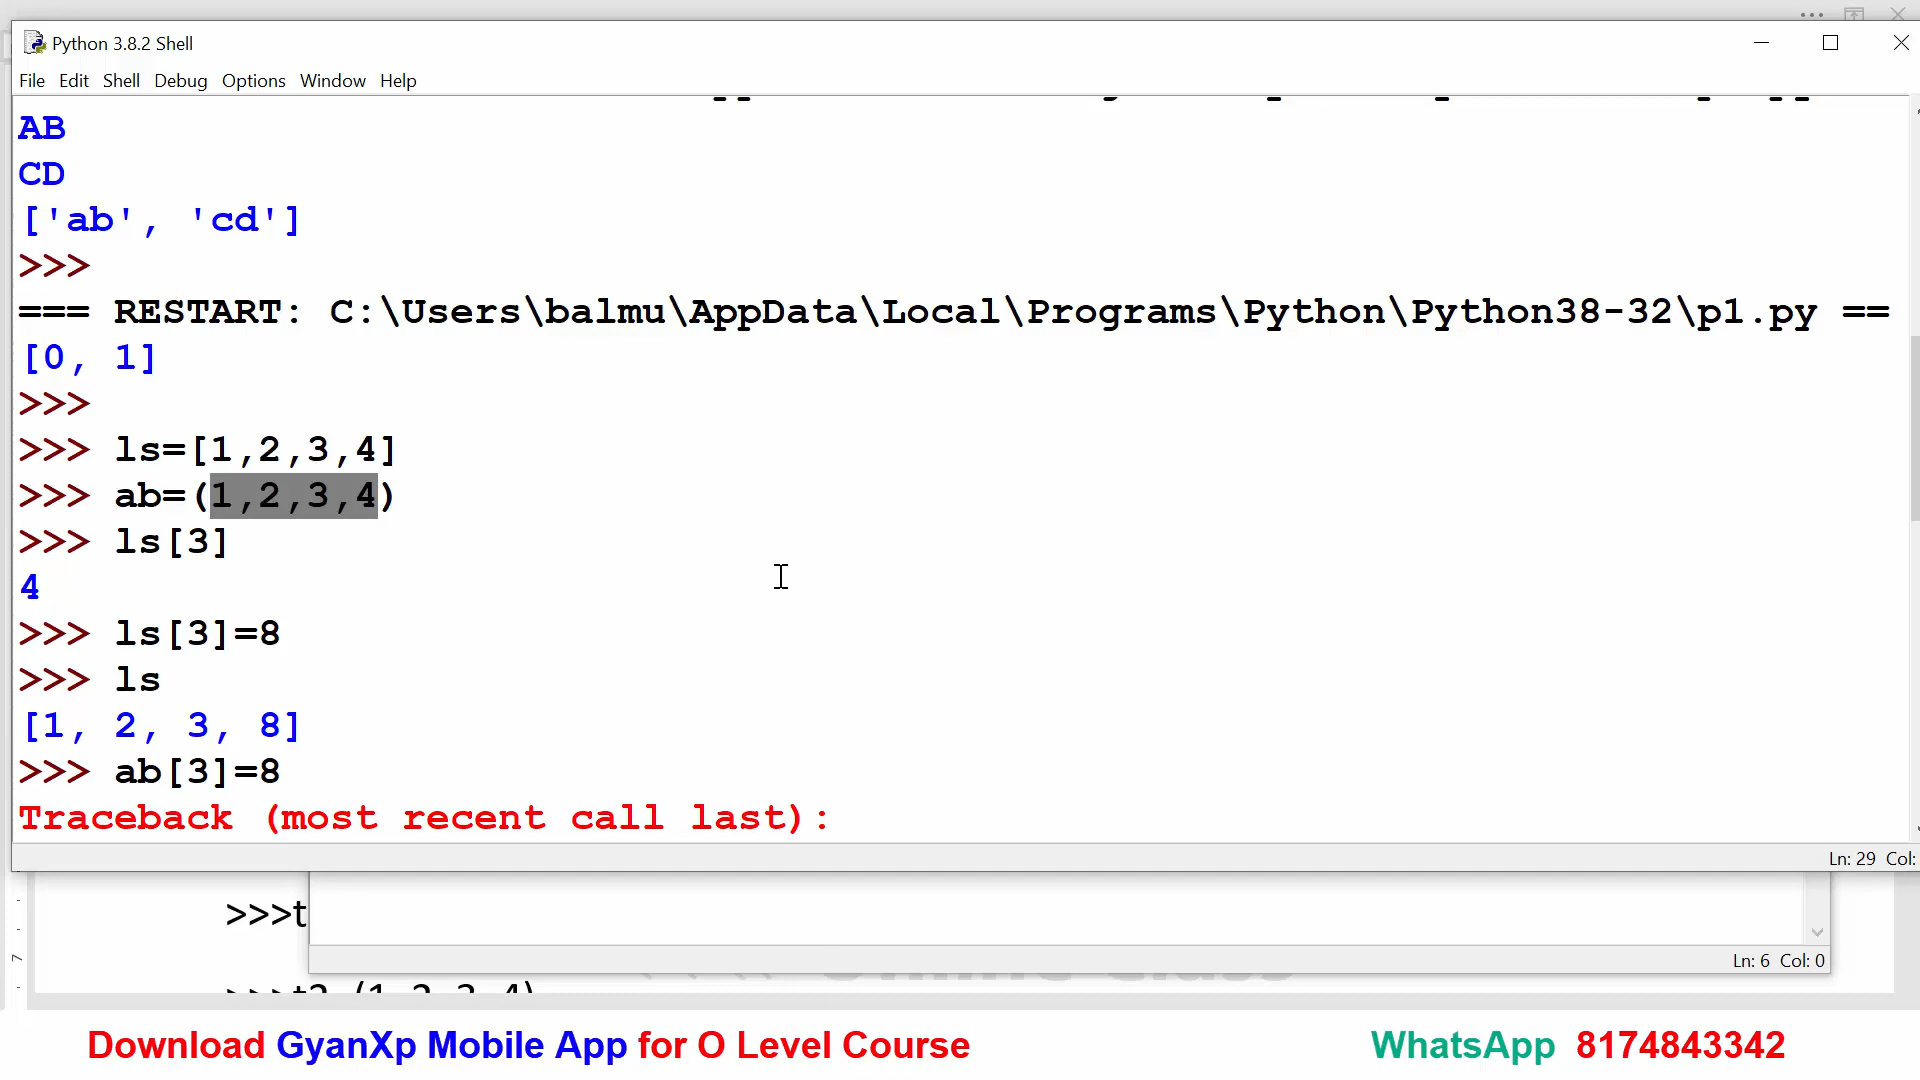 Python 3.8.2 Shell
File Edit Shell Debug Options Window Help
AB
CD
['ab', 'cd']
>>>
=== RESTART: C:\Users\balmu\AppData\Local\Programs\Python\Python38-32\p1.py ==
[0, 1]
>>>
>>> ls=[1,2,3,4]
>>> ab=(1,2,3,4)
>>> ls[3]
4
>>> ls[3]=8
>>> ls
[1, 2, 3, 8]
>>> ab[3]=8
Traceback (most recent call last):
Ln: 29 Col:
>>>t
Ln: 6 Col: 0
Download GyanXp Mobile App for O Level Course
WhatsApp 8174843342